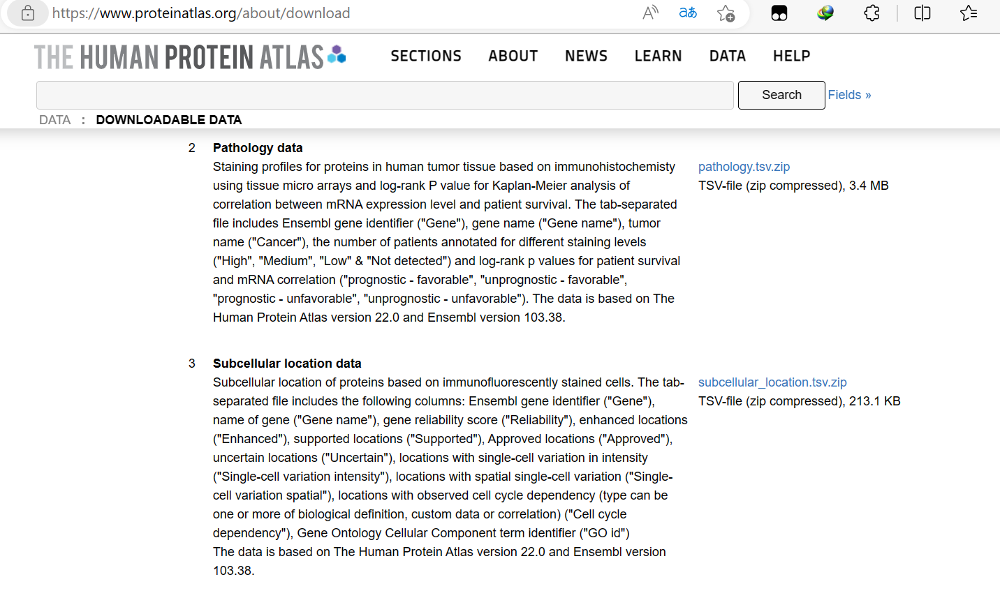 https://www.proteinatlas.org/about/download
THE HUMAN PROTEIN ATLAS
SECTIONS ABOUT NEWS LEARN DATA HELP
Search Fields »
DATA : DOWNLOADABLE DATA
2 Pathology data
Staining profiles for proteins in human tumor tissue based on immunohistochemisty
using tissue micro arrays and log-rank P value for Kaplan-Meier analysis of
correlation between mRNA expression level and patient survival. The tab-separated
file includes Ensembl gene identifier ("Gene"), gene name ("Gene name"), tumor
name ("Cancer"), the number of patients annotated for different staining levels
("High", "Medium", "Low" & "Not detected") and log-rank p values for patient survival
and mRNA correlation ("prognostic - favorable", "unprognostic - favorable",
"prognostic - unfavorable", "unprognostic - unfavorable"). The data is based on The
Human Protein Atlas version 22.0 and Ensembl version 103.38.
pathology.tsv.zip
TSV-file (zip compressed), 3.4 MB
3 Subcellular location data
Subcellular location of proteins based on immunofluorescently stained cells. The tab-
separated file includes the following columns: Ensembl gene identifier ("Gene"),
name of gene ("Gene name"), gene reliability score ("Reliability"), enhanced locations
("Enhanced"), supported locations ("Supported"), Approved locations ("Approved"),
uncertain locations ("Uncertain"), locations with single-cell variation in intensity
("Single-cell variation intensity"), locations with spatial single-cell variation ("Single-
cell variation spatial"), locations with observed cell cycle dependency (type can be
one or more of biological definition, custom data or correlation) ("Cell cycle
dependency"), Gene Ontology Cellular Component term identifier ("GO id")
The data is based on The Human Protein Atlas version 22.0 and Ensembl version
103.38.
subcellular_location.tsv.zip
TSV-file (zip compressed), 213.1 KB